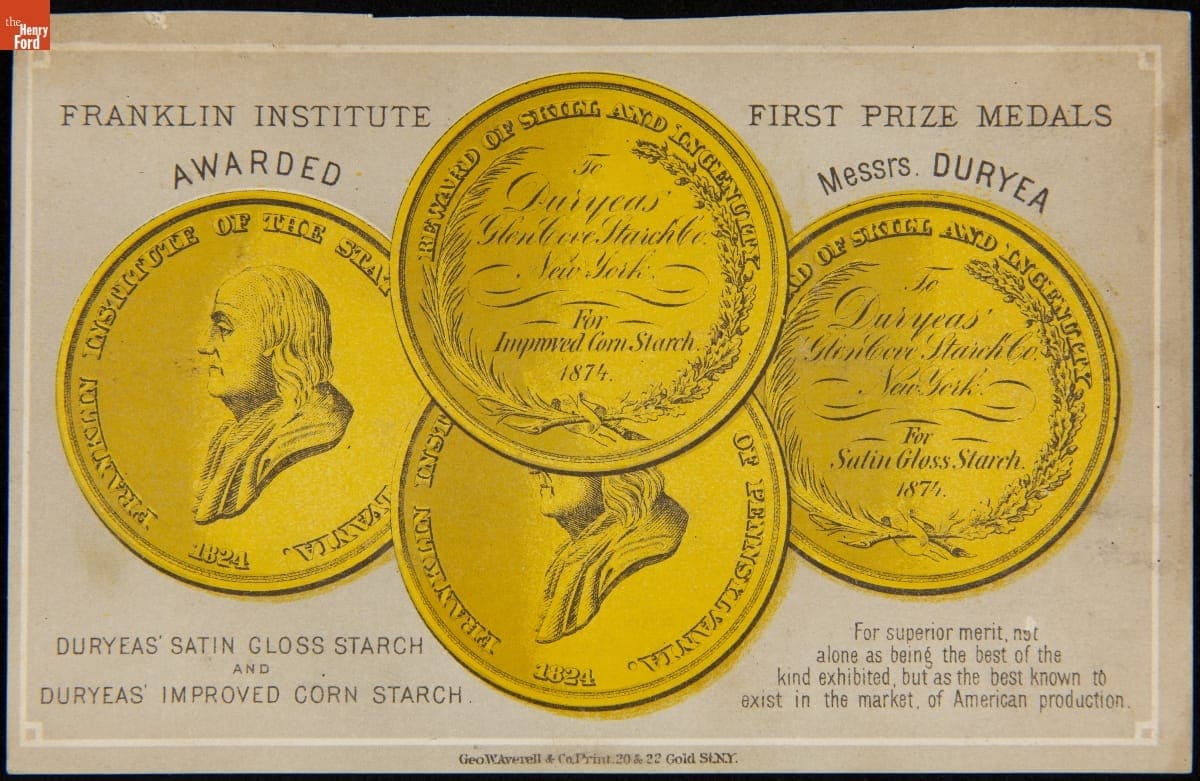 the
Henry
Ford
FRANKLIN INSTITUTE
AWARDED
FIRST PRIZE MEDALS
Messrs. DURYEA
FRANKLIN INSTITUTE OF THE STAT
LVANIA.
1824
REWARD OF SKILL AND INGENUITY
To
Duryeas'
Glen Cove Starch Co.
New York.
For
Improved Corn Starch.
1874.
FRANKLIN INST
OF PENNSYLVANIA.
1824
RD OF SKILL AND INGENUITY
To
Duryeas'
Glen Cove Starch Co.
New York.
For
Satin Gloss Starch.
1874.
DURYEAS' SATIN GLOSS STARCH
AND
DURYEAS' IMPROVED CORN STARCH.
For superior merit, not
alone as being the best of the
kind exhibited, but as the best known to
exist in the market, of American production.
Geo. W. Averell & Co. Print. 20 & 22 Gold St. N.Y.